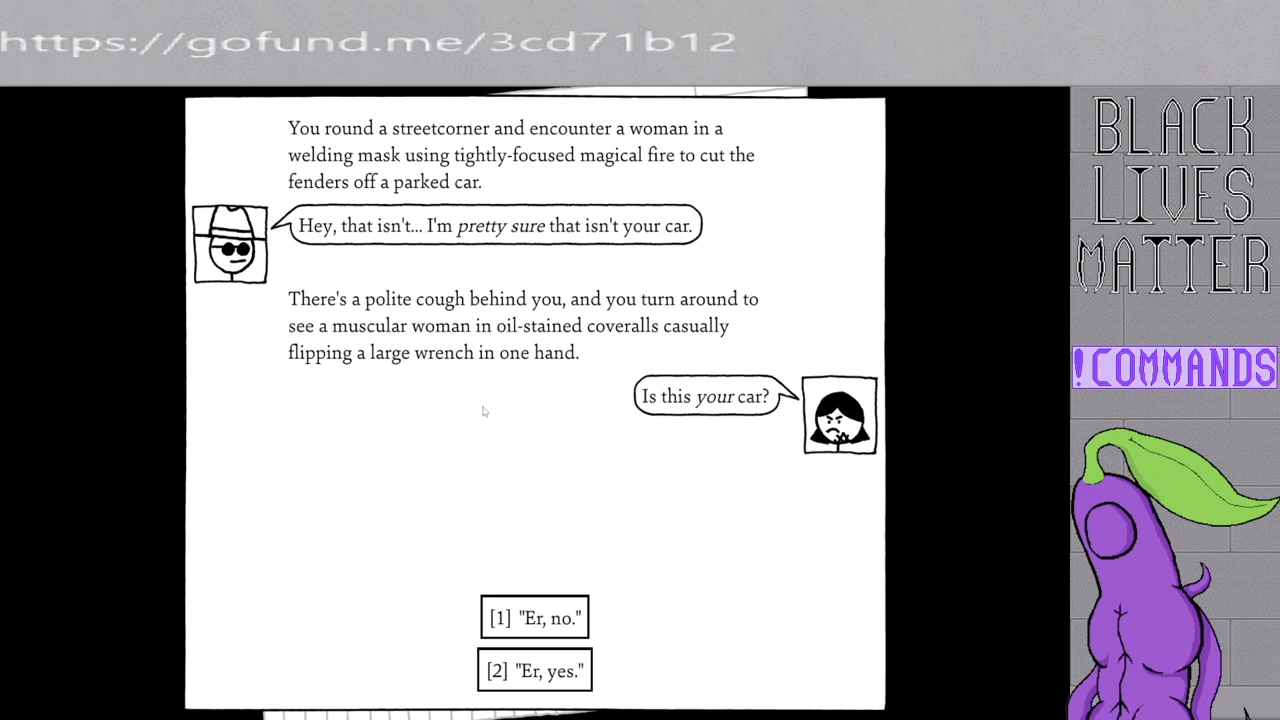 https://gofund.me/3cd71b12
You round a streetcorner and encounter a woman in a
welding mask using tightly-focused magical fire to cut the
fenders off a parked car.
Hey, that isn't... I'm pretty sure that isn't your car.
There's a polite cough behind you, and you turn around to
see a muscular woman in oil-stained coveralls casually
flipping a large wrench in one hand.
Is this your car?
[1] "Er, no."
[2] "Er, yes."
BLACK
LIVES
MATTER
!COMMANDS